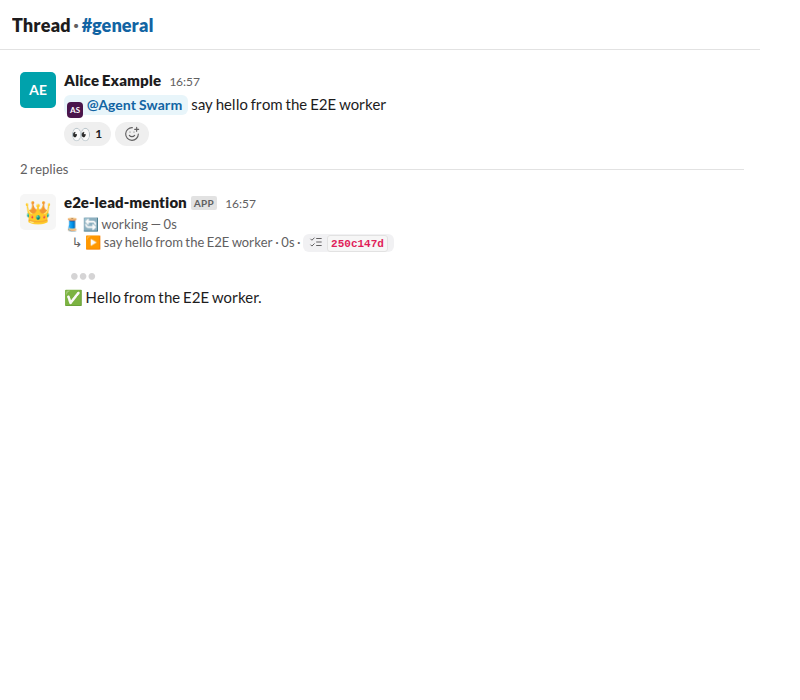 Thread · #general
AE
Alice Example 16:57
AS @Agent Swarm say hello from the E2E worker
👀 1
2 replies
e2e-lead-mention APP 16:57
🧵 🔄 working — 0s
↳ ▶️ say hello from the E2E worker · 0s · 250c147d
✅ Hello from the E2E worker.